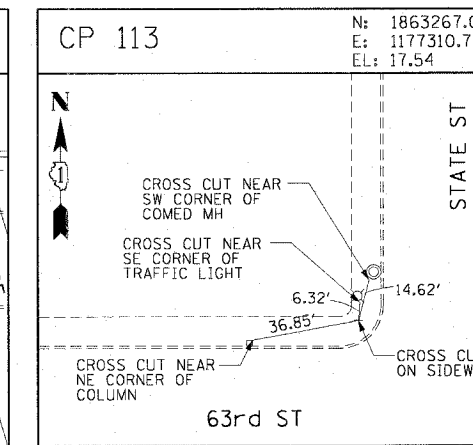 CP 113
N: 1863267.0
E: 1177310.7
EL: 17.54
N
1
STATE ST
CROSS CUT NEAR
SW CORNER OF
COMED MH
CROSS CUT NEAR
SE CORNER OF
TRAFFIC LIGHT
6.32'
14.62'
36.85'
CROSS CUT NEAR
NE CORNER OF
COLUMN
CROSS CU
ON SIDEW
63rd ST